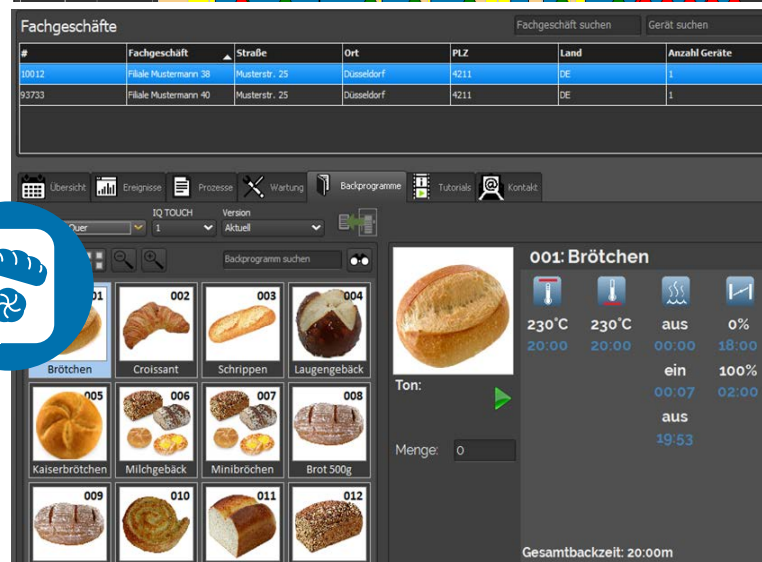 Fachgeschäfte
Fachgeschäft suchen
Gerät suchen
# Fachgeschäft Straße Ort PLZ Land Anzahl Geräte
10012 Filiale Mustermann 38 Musterstr. 25 Düsseldorf 4211 DE 1
93733 Filiale Mustermann 40 Musterstr. 25 Düsseldorf 4211 DE 1
Übersicht Ereignisse Prozesse Wartung Backprogramme Tutorials Kontakt
IQ TOUCH Version
Quer 1 Aktuell
Backprogramm suchen
01 002 003 004
Brötchen Croissant Schrippen Laugengebäck
005 006 007 008
Kaiserbrötchen Milchgebäck Minibröchen Brot 500g
009 010 011 012
001: Brötchen
230°C 230°C aus 0%
20:00 20:00 00:00 18:00
ein 100%
00:07 02:00
aus
19:53
Ton:
Menge: 0
Gesamtbackzeit: 20:00m